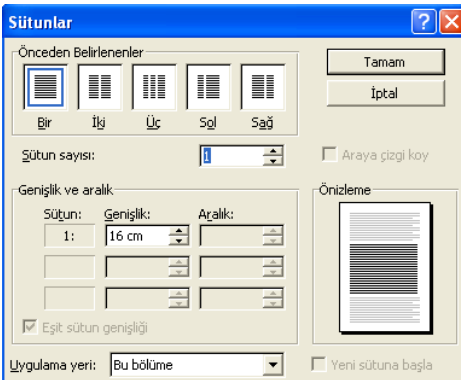 Sütunlar
Önceden Belirlenenler
Bir İki Üç Sol Sağ
Tamam
İptal
Sütun sayısı: 1
Araya çizgi koy
Genişlik ve aralık
Sütun: Genişlik: Aralık:
1: 16 cm
Eşit sütun genişliği
Önizleme
Uygulama yeri: Bu bölüme
Yeni sütuna başla